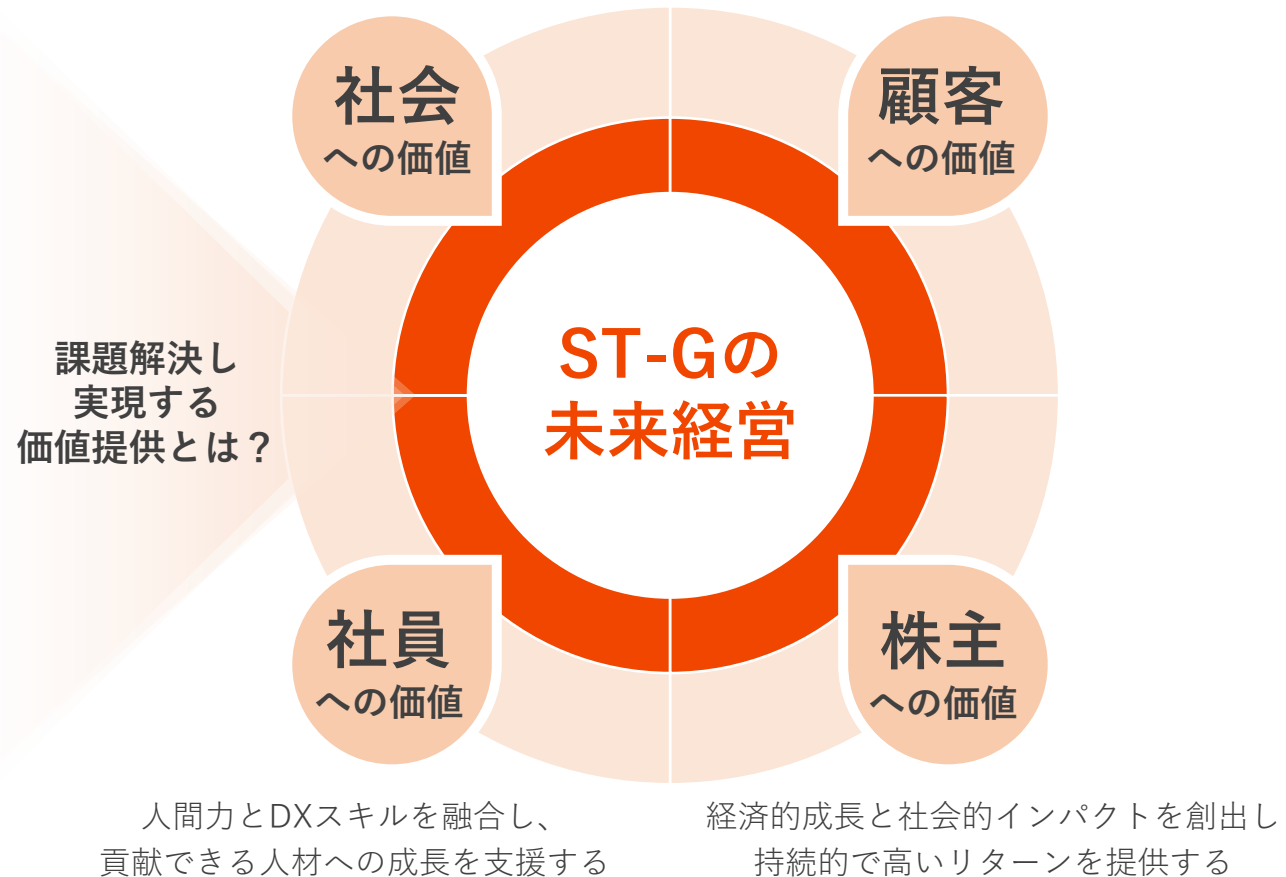 社会
への価値
顧客
への価値
課題解決し
実現する
価値提供とは？
ST-Gの
未来経営
社員
への価値
株主
への価値
人間力とDXスキルを融合し、
貢献できる人材への成長を支援する
経済的成長と社会的インパクトを創出し
持続的で高いリターンを提供する